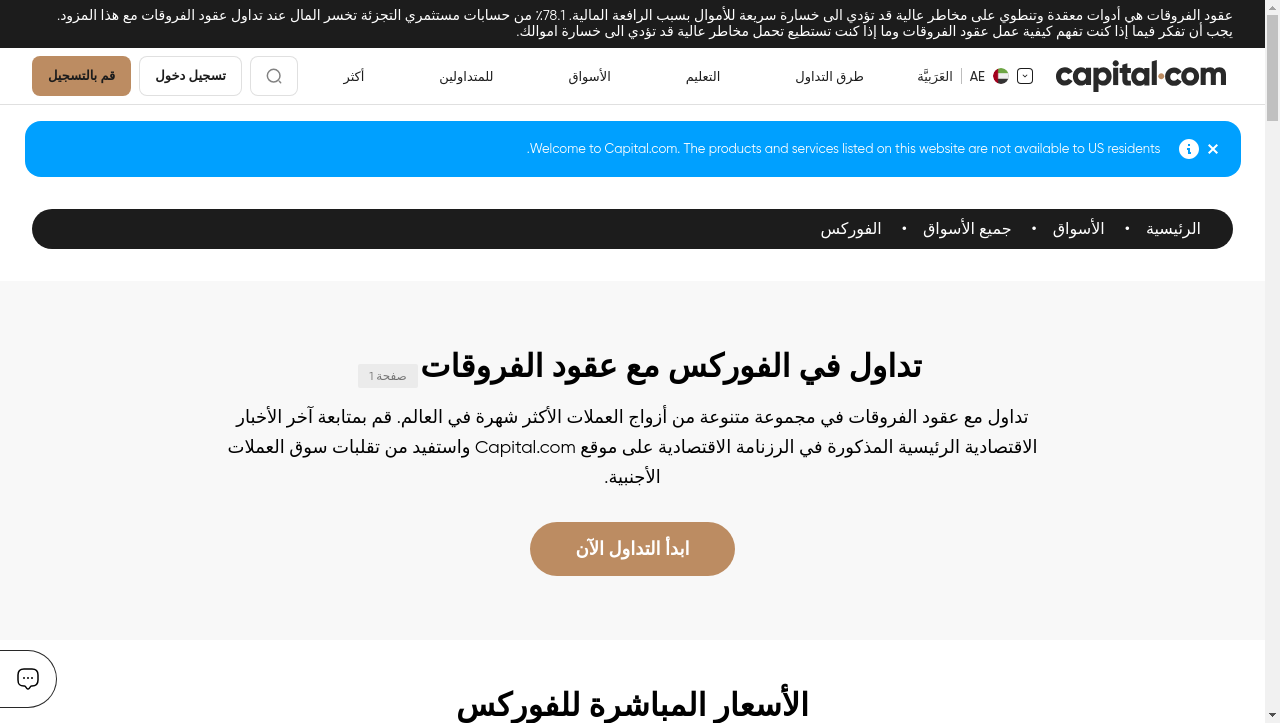 عقود الفروقات هي أدوات معقدة وتنطوي على مخاطر عالية قد تؤدي الى خسارة سريعة للأموال بسبب الرافعة المالية. 78.1٪ من حسابات مستثمري التجزئة تخسر المال عند تداول عقود الفروقات مع هذا المزود.
يجب أن تفكر فيما إذا كنت تفهم كيفية عمل عقود الفروقات وما إذا كنت تستطيع تحمل مخاطر عالية قد تؤدي الى خسارة اموالك.
capital.com
AE
العَرَبيَّة
طرق التداول
التعليم
الأسواق
للمتداولين
أكثر
تسجيل دخول
قم بالتسجيل
Welcome to Capital.com. The products and services listed on this website are not available to US residents.
الرئيسية • الأسواق • جميع الأسواق • الفوركس
تداول في الفوركس مع عقود الفروقات صفحة 1
تداول مع عقود الفروقات في مجموعة متنوعة من أزواج العملات الأكثر شهرة في العالم. قم بمتابعة آخر الأخبار
الاقتصادية الرئيسية المذكورة في الرزنامة الاقتصادية على موقع Capital.com واستفيد من تقلبات سوق العملات
الأجنبية.
ابدأ التداول الآن
الأسعار المباشرة للفوركس